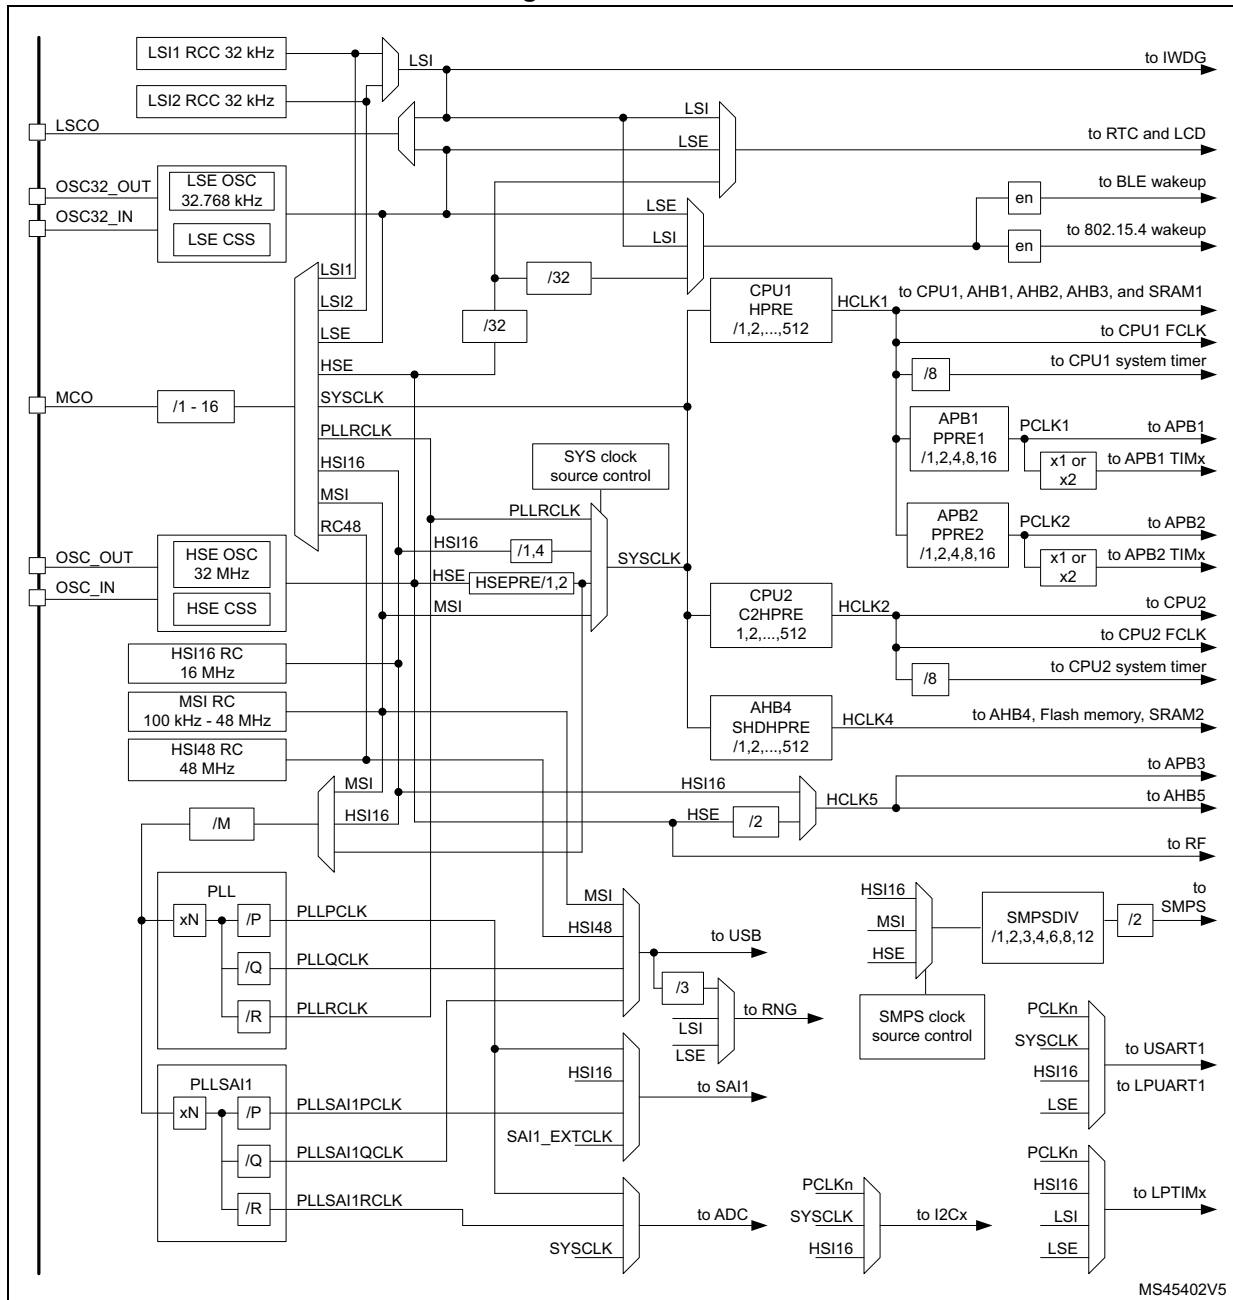 LSI1 RCC 32 kHz
LSI
to IWDG
LSI2 RCC 32 kHz
LSI
LSCO
LSE
to RTC and LCD
OSC32_OUT
LSE OSC
32.768 kHz
OSC32_IN
LSE CSS
LSE
LSI
en
to BLE wakeup
en
to 802.15.4 wakeup
LSI1
LSI2
LSE
HSE
SYSCLK
PLLRCLK
HSI16
MSI
RC48
/32
/32
CPU1
HPRE
/1,2,...,512
HCLK1
to CPU1, AHB1, AHB2, AHB3, and SRAM1
to CPU1 FCLK
/8
to CPU1 system timer
MCO
/1 - 16
APB1
PPRE1
/1,2,4,8,16
PCLK1
to APB1
x1 or
x2
to APB1 TIMx
SYS clock
source control
APB2
PPRE2
/1,2,4,8,16
PCLK2
to APB2
x1 or
x2
to APB2 TIMx
PLLRCLK
HSI16
/1,4
SYSCLK
OSC_OUT
HSE OSC
32 MHz
OSC_IN
HSE CSS
HSE
HSEPRE/1,2
MSI
CPU2
C2HPRE
1,2,...,512
HCLK2
to CPU2
to CPU2 FCLK
/8
to CPU2 system timer
HSI16 RC
16 MHz
MSI RC
100 kHz - 48 MHz
HSI48 RC
48 MHz
AHB4
SHDHPRE
/1,2,...,512
HCLK4
to AHB4, Flash memory, SRAM2
to APB3
MSI
HSI16
HSI16
HCLK5
to AHB5
/M
HSE
/2
to RF
PLL
xN
/P
PLLPCLK
/Q
PLLQCLK
/R
PLLRCLK
MSI
HSI48
to USB
/3
LSI
LSE
to RNG
HSI16
MSI
HSE
SMPSDIV
/1,2,3,4,6,8,12
/2
to
SMPS
SMPS clock
source control
PCLKn
SYSCLK
HSI16
LSE
to USART1
to LPUART1
PLLSAI1
xN
/P
PLLSAI1PCLK
/Q
PLLSAI1QCLK
/R
PLLSAI1RCLK
HSI16
SAI1_EXTCLK
to SAI1
SYSCLK
to ADC
PCLKn
SYSCLK
HSI16
to I2Cx
PCLKn
HSI16
LSI
LSE
to LPTIMx
MS45402V5